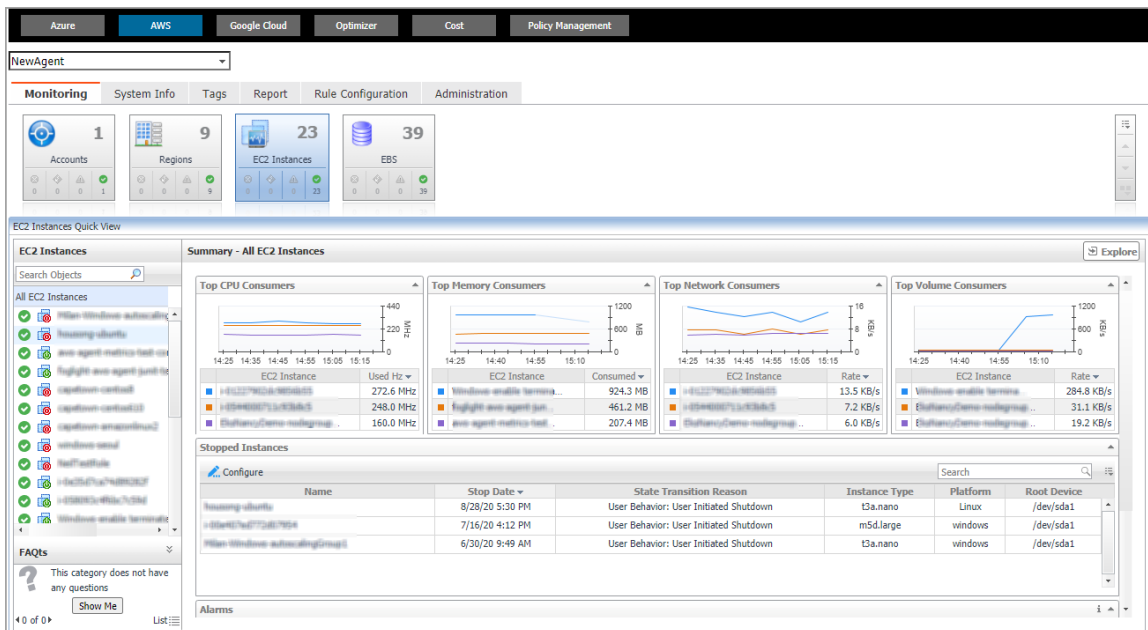 Azure AWS Google Cloud Optimizer Cost Policy Management
NewAgent
Monitoring System Info Tags Report Rule Configuration Administration
1 9 23 39
Accounts Regions EC2 Instances EBS
0 0 0 1 0 0 0 9 0 0 0 23 0 0 0 39
EC2 Instances Quick View
EC2 Instances
Search Objects
All EC2 Instances
FAQts
This category does not have
any questions
Show Me
0 of 0 List
Summary - All EC2 Instances Explore
Top CPU Consumers
440
220
0
MHz
14:25 14:35 14:45 14:55 15:05 15:15
EC2 Instance Used Hz
272.6 MHz
248.0 MHz
160.0 MHz
Top Memory Consumers
1200
600
0
MB
14:25 14:40 14:55 15:10
EC2 Instance Consumed
924.3 MB
461.2 MB
207.4 MB
Top Network Consumers
16
8
0
KB/s
14:25 14:35 14:45 14:55 15:05 15:15
EC2 Instance Rate
13.5 KB/s
7.2 KB/s
6.0 KB/s
Top Volume Consumers
1200
600
0
KB/s
14:25 14:40 14:55 15:10
EC2 Instance Rate
284.8 KB/s
31.1 KB/s
19.2 KB/s
Stopped Instances
Configure Search
Name Stop Date State Transition Reason Instance Type Platform Root Device
8/28/20 5:30 PM User Behavior: User Initiated Shutdown t3a.nano Linux /dev/sda1
7/16/20 4:12 PM User Behavior: User Initiated Shutdown m5d.large windows /dev/sda1
6/30/20 9:49 AM User Behavior: User Initiated Shutdown t3a.nano windows /dev/sda1
Alarms